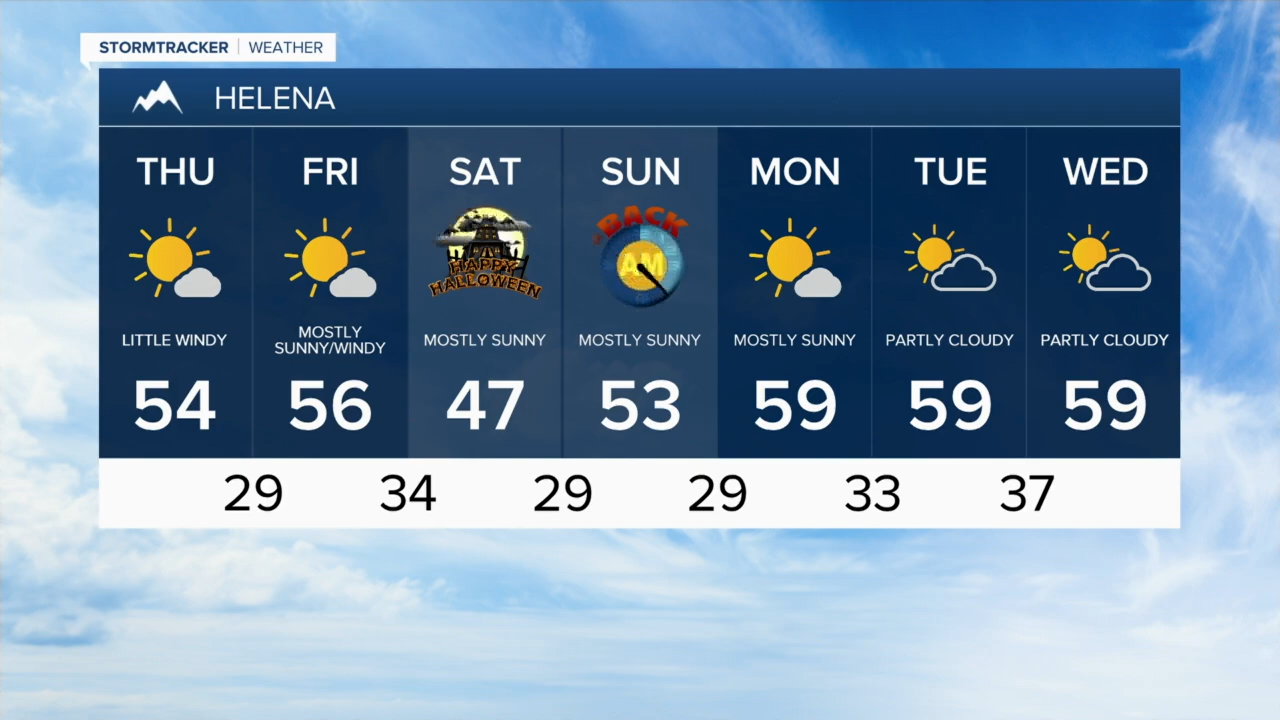 STORMTRACKER | WEATHER
HELENA
THU FRI SAT SUN MON TUE WED
HAPPY
HALLOWEEN
BACK
AM
LITTLE WINDY
MOSTLY
SUNNY/WINDY
MOSTLY SUNNY
MOSTLY SUNNY
MOSTLY SUNNY
PARTLY CLOUDY
PARTLY CLOUDY
54 56 47 53 59 59 59
29 34 29 29 33 37